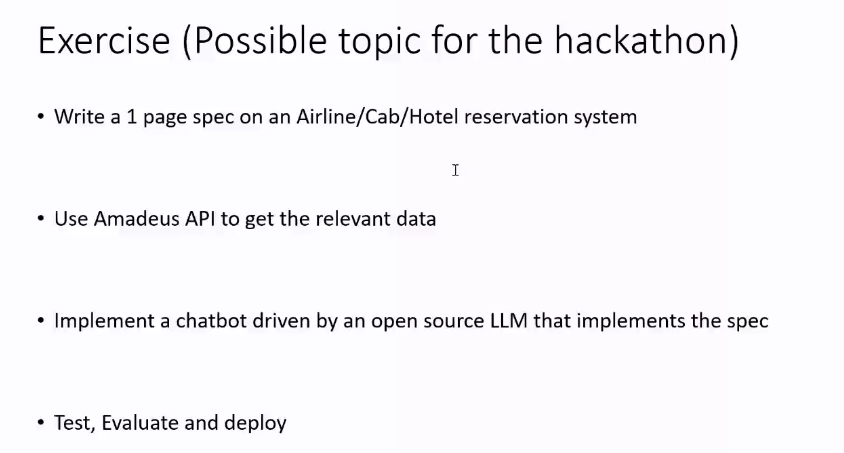 Exercise (Possible topic for the hackathon)
• Write a 1 page spec on an Airline/Cab/Hotel reservation system
• Use Amadeus API to get the relevant data
• Implement a chatbot driven by an open source LLM that implements the spec
• Test, Evaluate and deploy